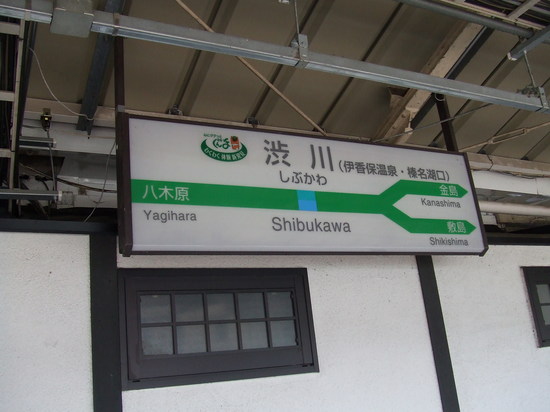 渋川(伊香保温泉・榛名湖口)
しぶかわ
八木原
金島
Yagihara
Kanashima
Shibukawa
敷島
Shikishima